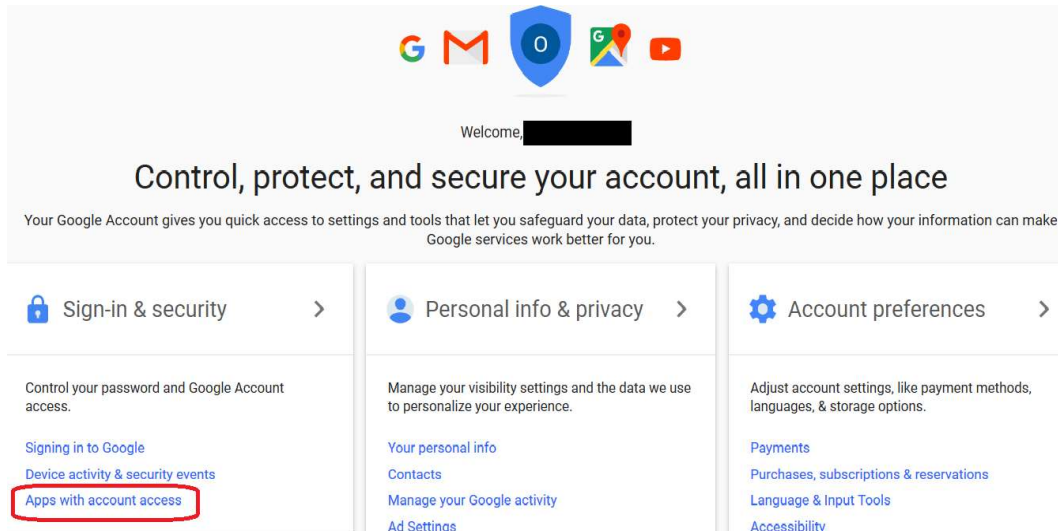 O
G
Welcome,
Control, protect, and secure your account, all in one place
Your Google Account gives you quick access to settings and tools that let you safeguard your data, protect your privacy, and decide how your information can make
Google services work better for you.
Sign-in & security
Control your password and Google Account
access.
Signing in to Google
Device activity & security events
Apps with account access
Personal info & privacy
Manage your visibility settings and the data we use
to personalize your experience.
Your personal info
Contacts
Manage your Google activity
Ad Settings
Account preferences
Adjust account settings, like payment methods,
languages, & storage options.
Payments
Purchases, subscriptions & reservations
Language & Input Tools
Accessibility